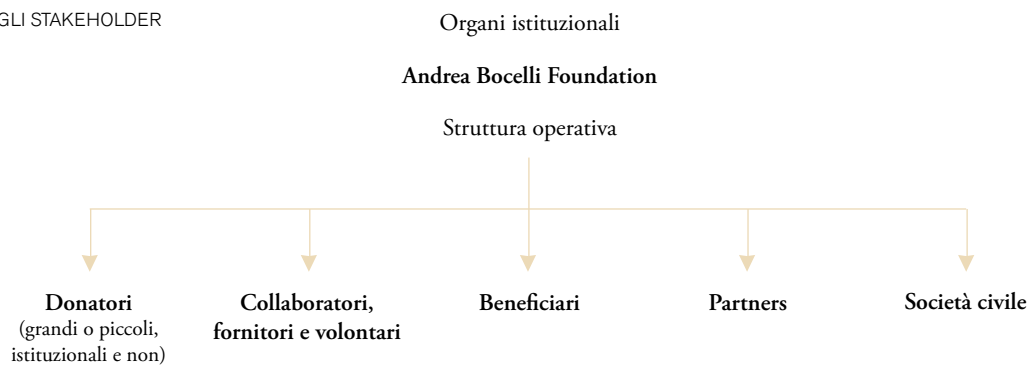 GLI STAKEHOLDER
Organi istituzionali
Andrea Bocelli Foundation
Struttura operativa
Donatori
(grandi o piccoli,
istituzionali e non)
Collaboratori,
fornitori e volontari
Beneficiari
Partners
Società civile